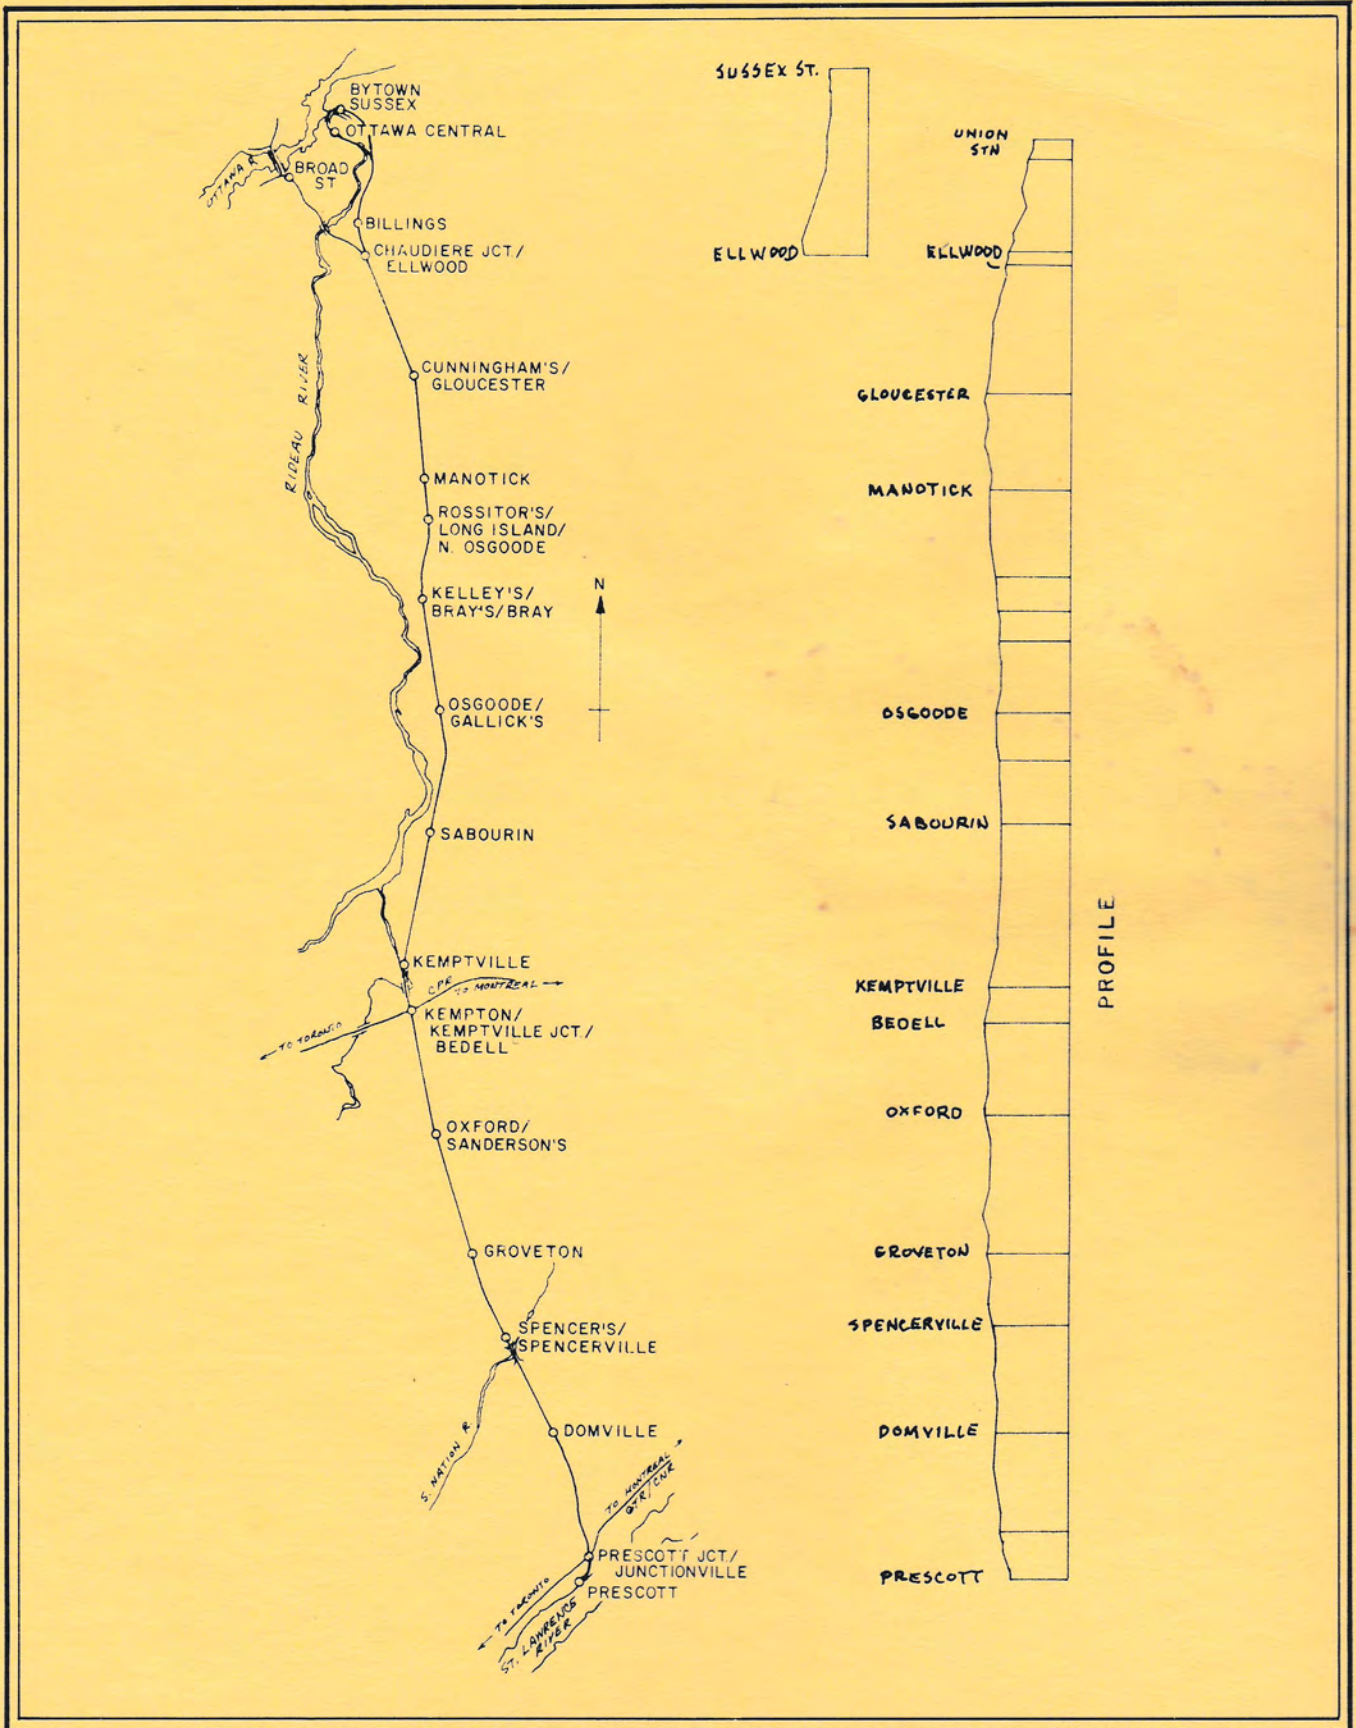 BYTOWN
SUSSEX
OTTAWA CENTRAL
OTTAWA R
BROAD
ST
BILLINGS
CHAUDIERE JCT./
ELLWOOD
RIDEAU RIVER
CUNNINGHAM'S/
GLOUCESTER
MANOTICK
ROSSITOR'S/
LONG ISLAND/
N. OSGOODE
KELLEY'S/
BRAY'S/BRAY
N
OSGOODE/
GALLICK'S
SABOURIN
KEMPTVILLE
CPR
TO MONTREAL
TO TORONTO
KEMPTON/
KEMPTVILLE JCT./
BEDELL
OXFORD/
SANDERSON'S
GROVETON
SPENCER'S/
SPENCERVILLE
S. NATION R
DOMVILLE
TO MONTREAL
GTR/CNR
PRESCOTT JCT./
JUNCTIONVILLE
PRESCOTT
TO TORONTO
ST. LAWRENCE
RIVER
SUSSEX ST.
ELLWOOD
UNION
STN
ELLWOOD
GLOUCESTER
MANOTICK
OSGOODE
SABOURIN
KEMPTVILLE
BEDELL
OXFORD
GROVETON
SPENCERVILLE
DOMVILLE
PRESCOTT
PROFILE